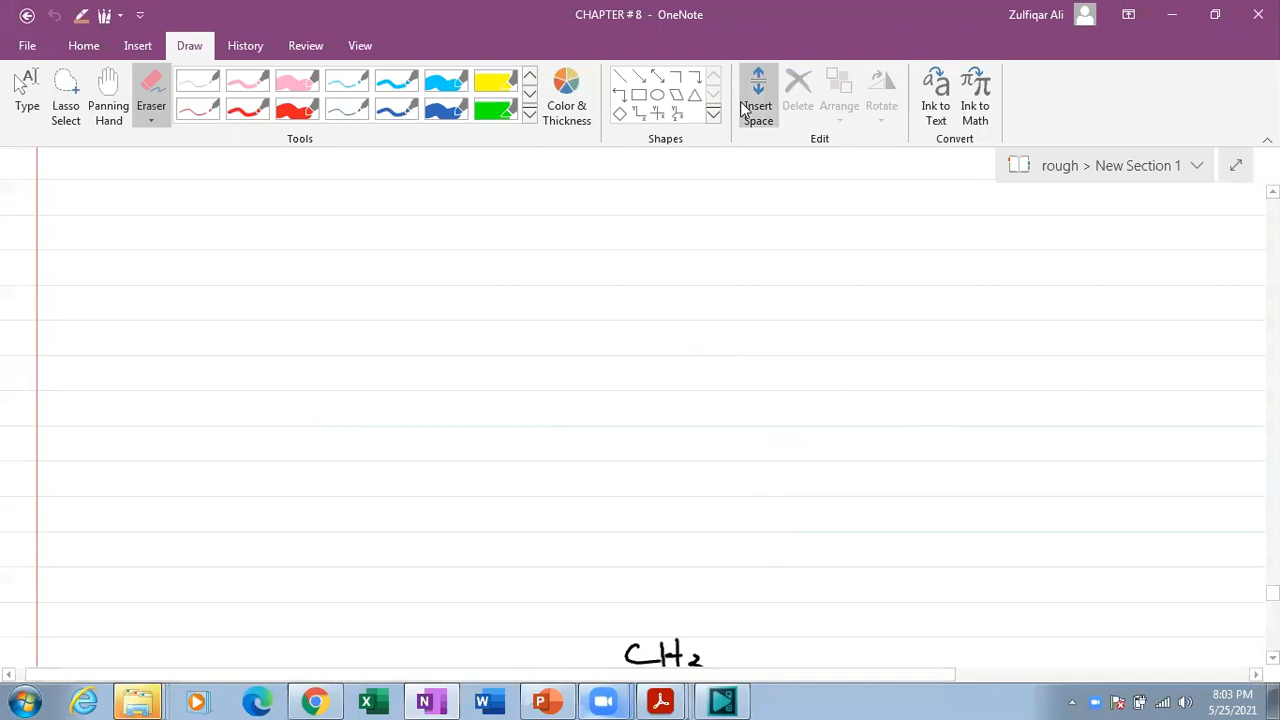 CHAPTER # 8 - OneNote
Zulfiqar Ali
File Home Insert Draw History Review View
Type
Lasso Select
Panning Hand
Eraser
Color & Thickness
Insert Space
Delete
Arrange
Rotate
Ink to Text
Ink to Math
Tools Shapes Edit Convert
rough > New Section 1
CH2
8:03 PM
5/25/2021